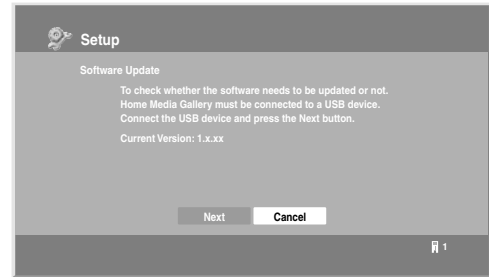 Setup
Software Update
To check whether the software needs to be updated or not.
Home Media Gallery must be connected to a USB device.
Connect the USB device and press the Next button.
Current Version: 1.x.xx
Next Cancel
1